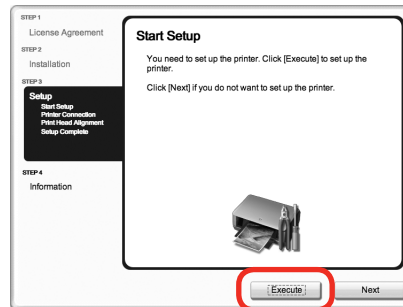 STEP 1
License Agreement
STEP 2
Installation
STEP 3
Setup
Start Setup
Printer Connection
Print Head Alignment
Setup Complete
STEP 4
Information
Start Setup
You need to set up the printer. Click [Execute] to set up the
printer.
Click [Next] if you do not want to set up the printer.
Execute
Next